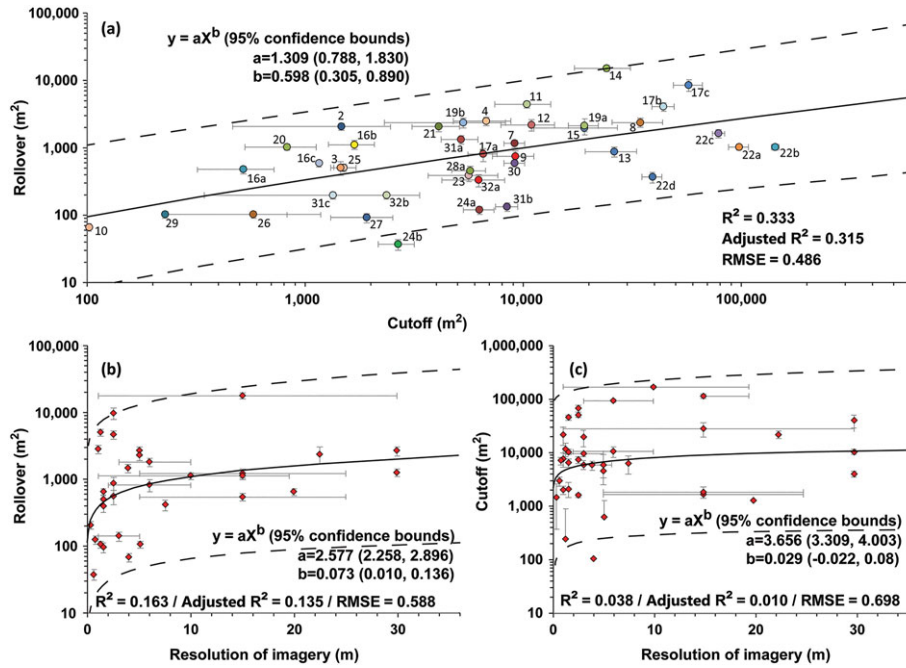 (a)
y = aX^b (95% confidence bounds)
a=1.309 (0.788, 1.830)
b=0.598 (0.305, 0.890)
Rollover (m²)
100,000
10,000
1,000
100
10
14
17c
17b
11
4
19b
2
21
12
19a
15
8
22c
20
16b
31a
17a
7
22a
22b
16c
3
25
9
13
16a
28a
30
23
32a
22d
31c
32b
24a
31b
29
26
27
10
24b
R² = 0.333
Adjusted R² = 0.315
RMSE = 0.486
100
1,000
10,000
100,000
Cutoff (m²)
(b)
Rollover (m²)
100,000
10,000
1,000
100
10
y = aX^b (95% confidence bounds)
a=2.577 (2.258, 2.896)
b=0.073 (0.010, 0.136)
R² = 0.163 / Adjusted R² = 0.135 / RMSE = 0.588
0
10
20
30
Resolution of imagery (m)
(c)
Cutoff (m²)
1,000,000
100,000
10,000
1,000
100
10
y = aX^b (95% confidence bounds)
a=3.656 (3.309, 4.003)
b=0.029 (-0.022, 0.08)
R² = 0.038 / Adjusted R² = 0.010 / RMSE = 0.698
0
10
20
30
Resolution of imagery (m)